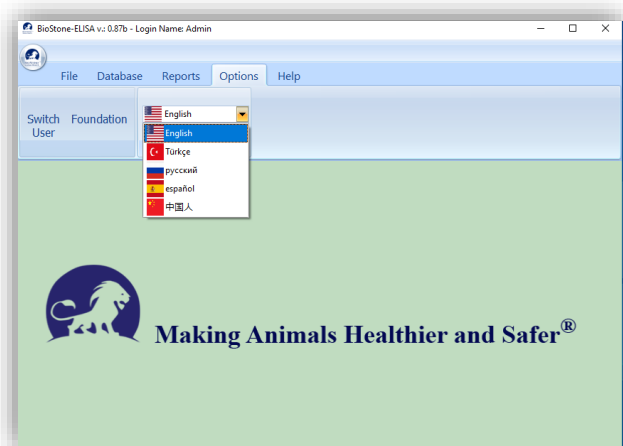 BioStone-ELISA v.: 0.87b - Login Name: Admin
File Database Reports Options Help
Switch User
Foundation
English
English
Türkçe
русский
español
中国人
Making Animals Healthier and Safer®